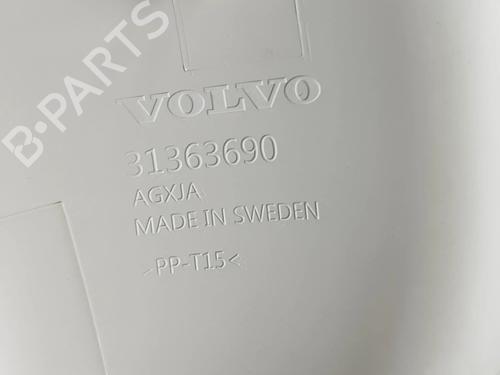 B-PARTS
VOLVO
31363690
AGXJA
MADE IN SWEDEN
>PP-T15<